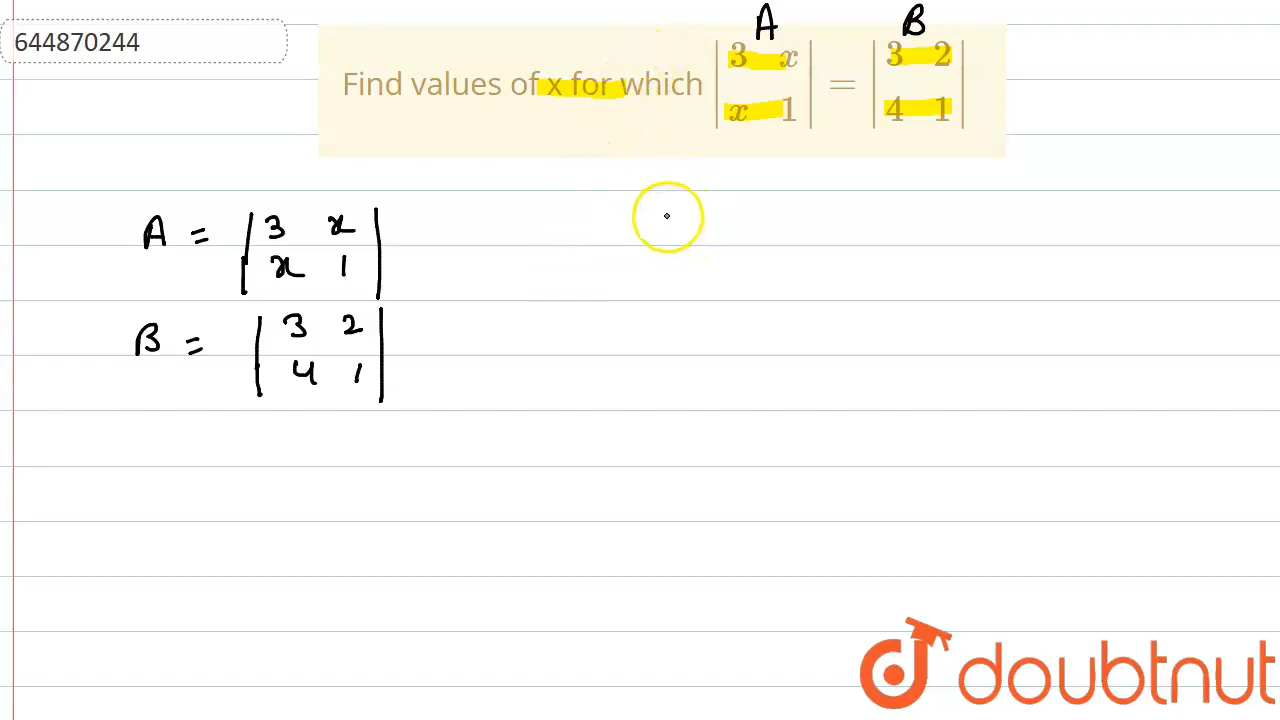 644870244
A B
Find values of x for which |3 x| = |3 2|
|x 1| |4 1|
A = |3 x|
|x 1|
B = |3 2|
|4 1|
doubtnut